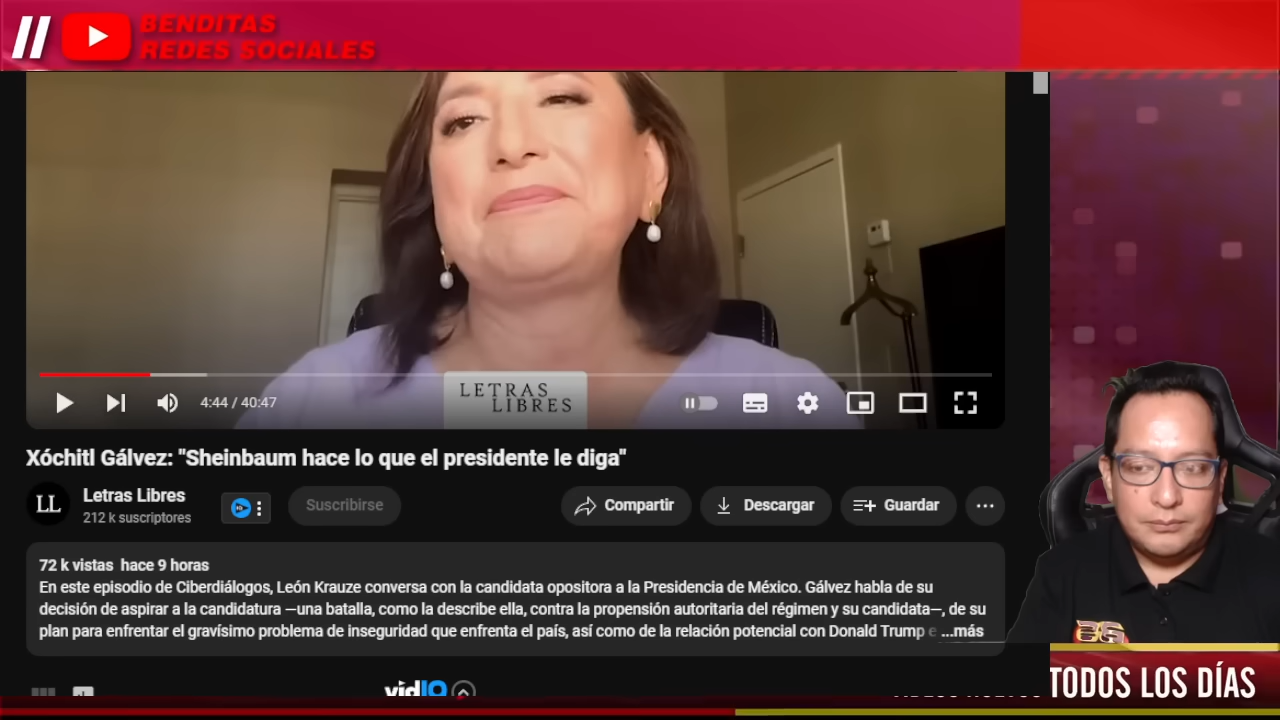 BENDITAS
REDES SOCIALES
LETRAS
LIBRES
4:44 / 40:47
Xóchitl Gálvez: "Sheinbaum hace lo que el presidente le diga"
LL
Letras Libres
212 k suscriptores
Suscribirse
Compartir
Descargar
Guardar
72 k vistas hace 9 horas
En este episodio de Ciberdiálogos, León Krauze conversa con la candidata opositora a la Presidencia de México. Gálvez habla de su
decisión de aspirar a la candidatura —una batalla, como la describe ella, contra la propensión autoritaria del régimen y su candidata—, de su
plan para enfrentar el gravísimo problema de inseguridad que enfrenta el país, así como de la relación potencial con Donald Trump e ...más
vidIQ
TODOS LOS DÍAS